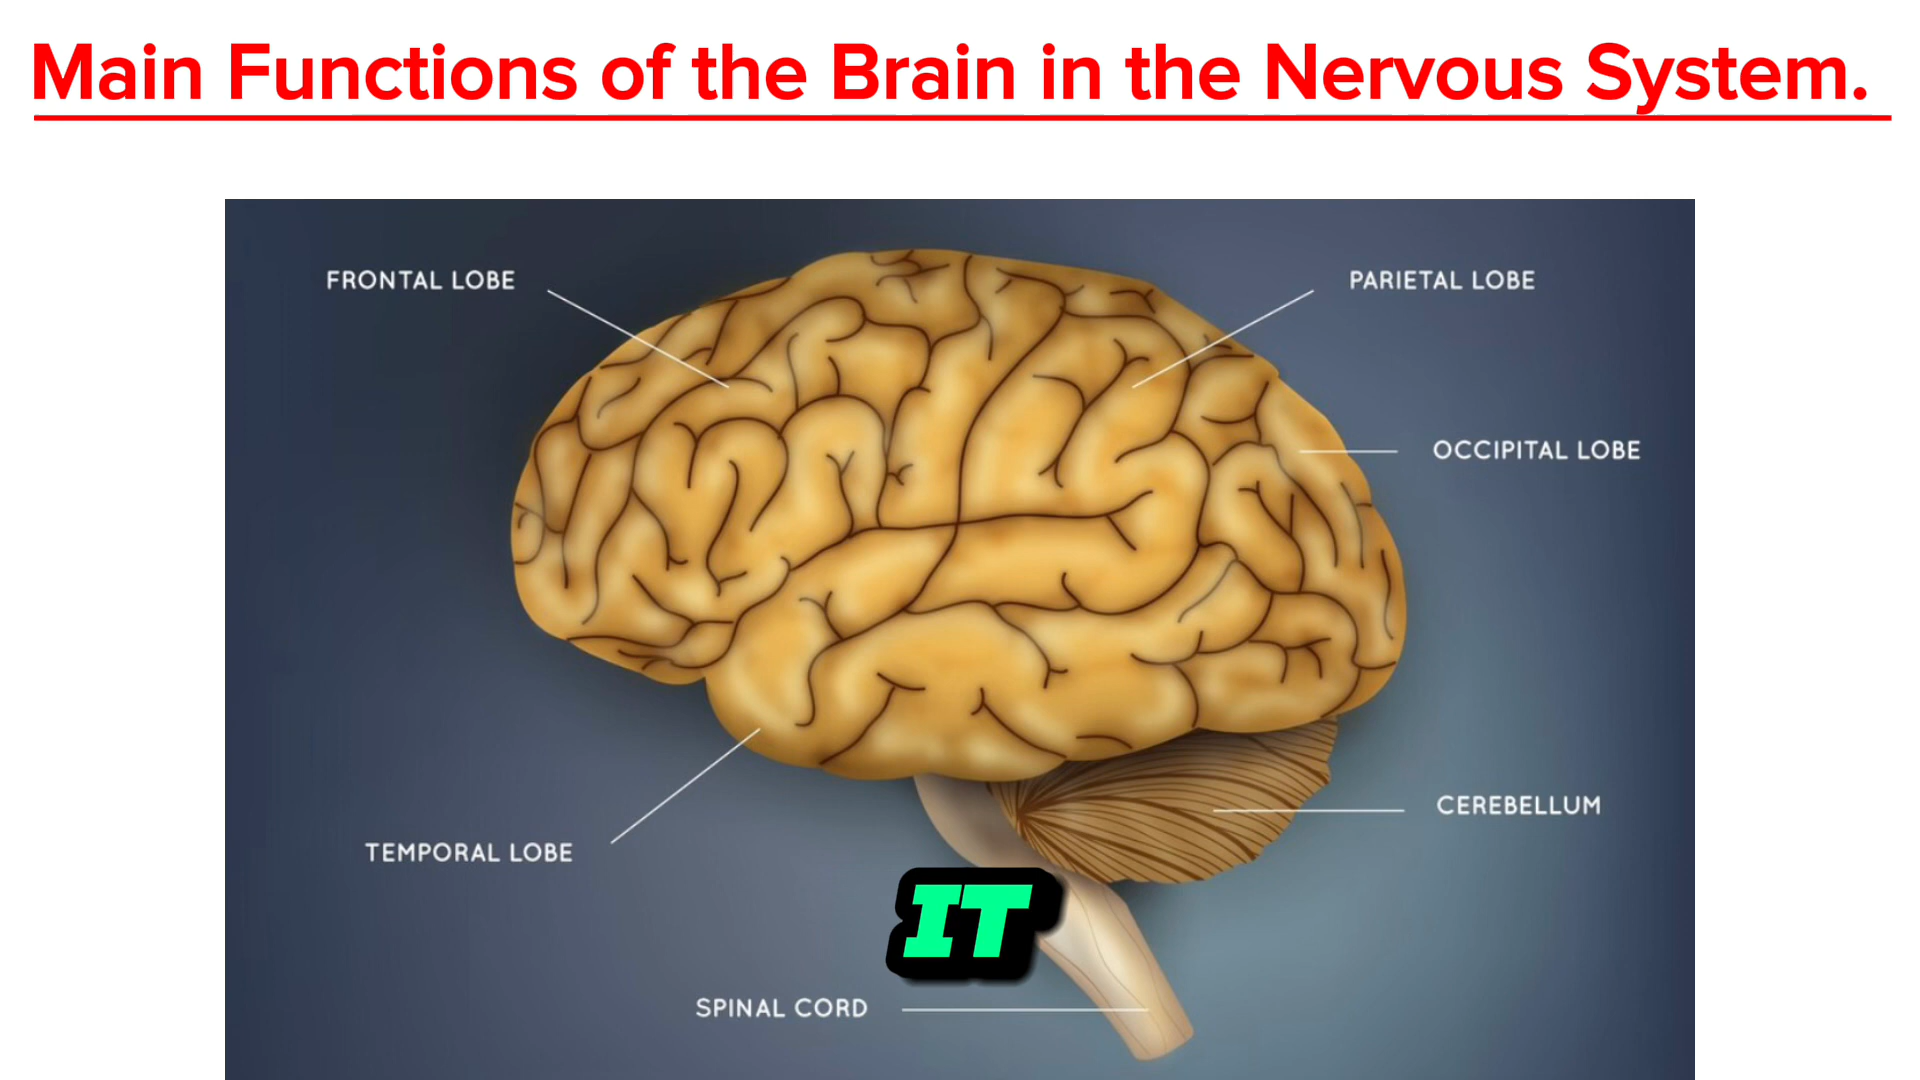 Main Functions of the Brain in the Nervous System.
FRONTAL LOBE
PARIETAL LOBE
OCCIPITAL LOBE
CEREBELLUM
TEMPORAL LOBE
IT
SPINAL CORD